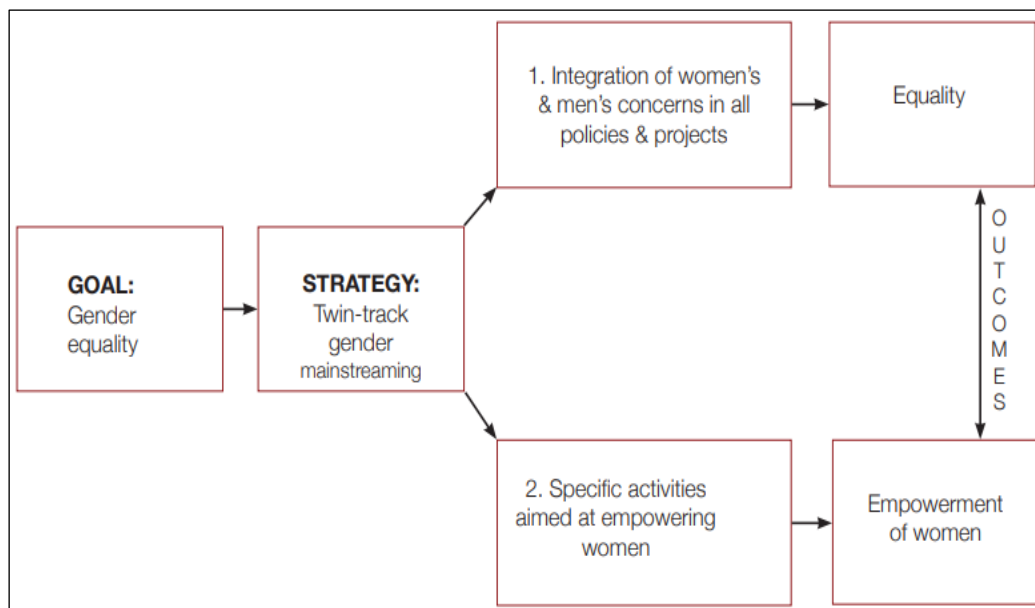 GOAL:
Gender
equality
STRATEGY:
Twin-track
gender
mainstreaming
1. Integration of women's
& men's concerns in all
policies & projects
Equality
2. Specific activities
aimed at empowering
women
Empowerment
of women
OUTCOMES